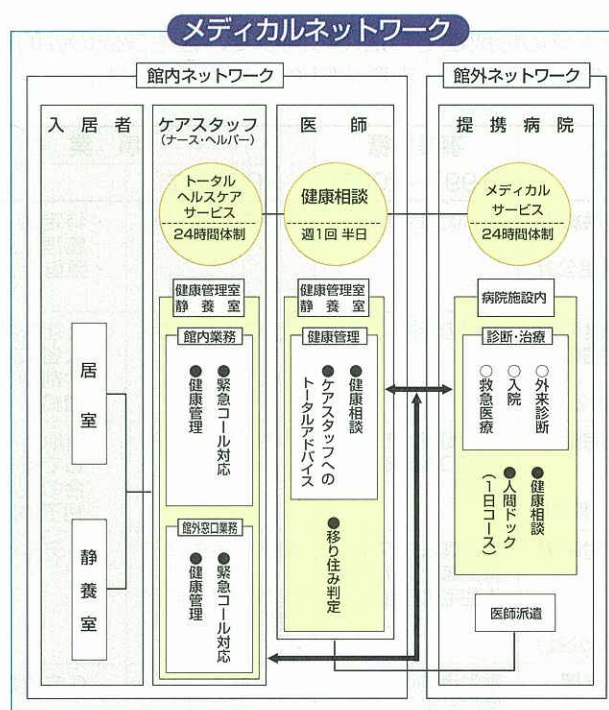 メディカルネットワーク
館内ネットワーク
館外ネットワーク
入居者
ケアスタッフ
(ナース・ヘルパー)
医師
提携病院
トータル
ヘルスケア
サービス
24時間体制
健康相談
週1回 半日
メディカル
サービス
24時間体制
居室
静養室
健康管理室
静養室
館内業務
●緊急コール対応
●健康管理
館外窓口業務
●緊急コール対応
●健康管理
健康管理室
静養室
健康管理
●健康相談
●ケアスタッフへの
トータルアドバイス
●移り住み判定
病院施設内
診断・治療
○外来診断
○入院
○救急医療
●健康相談
●人間ドック
(1日コース)
医師派遣